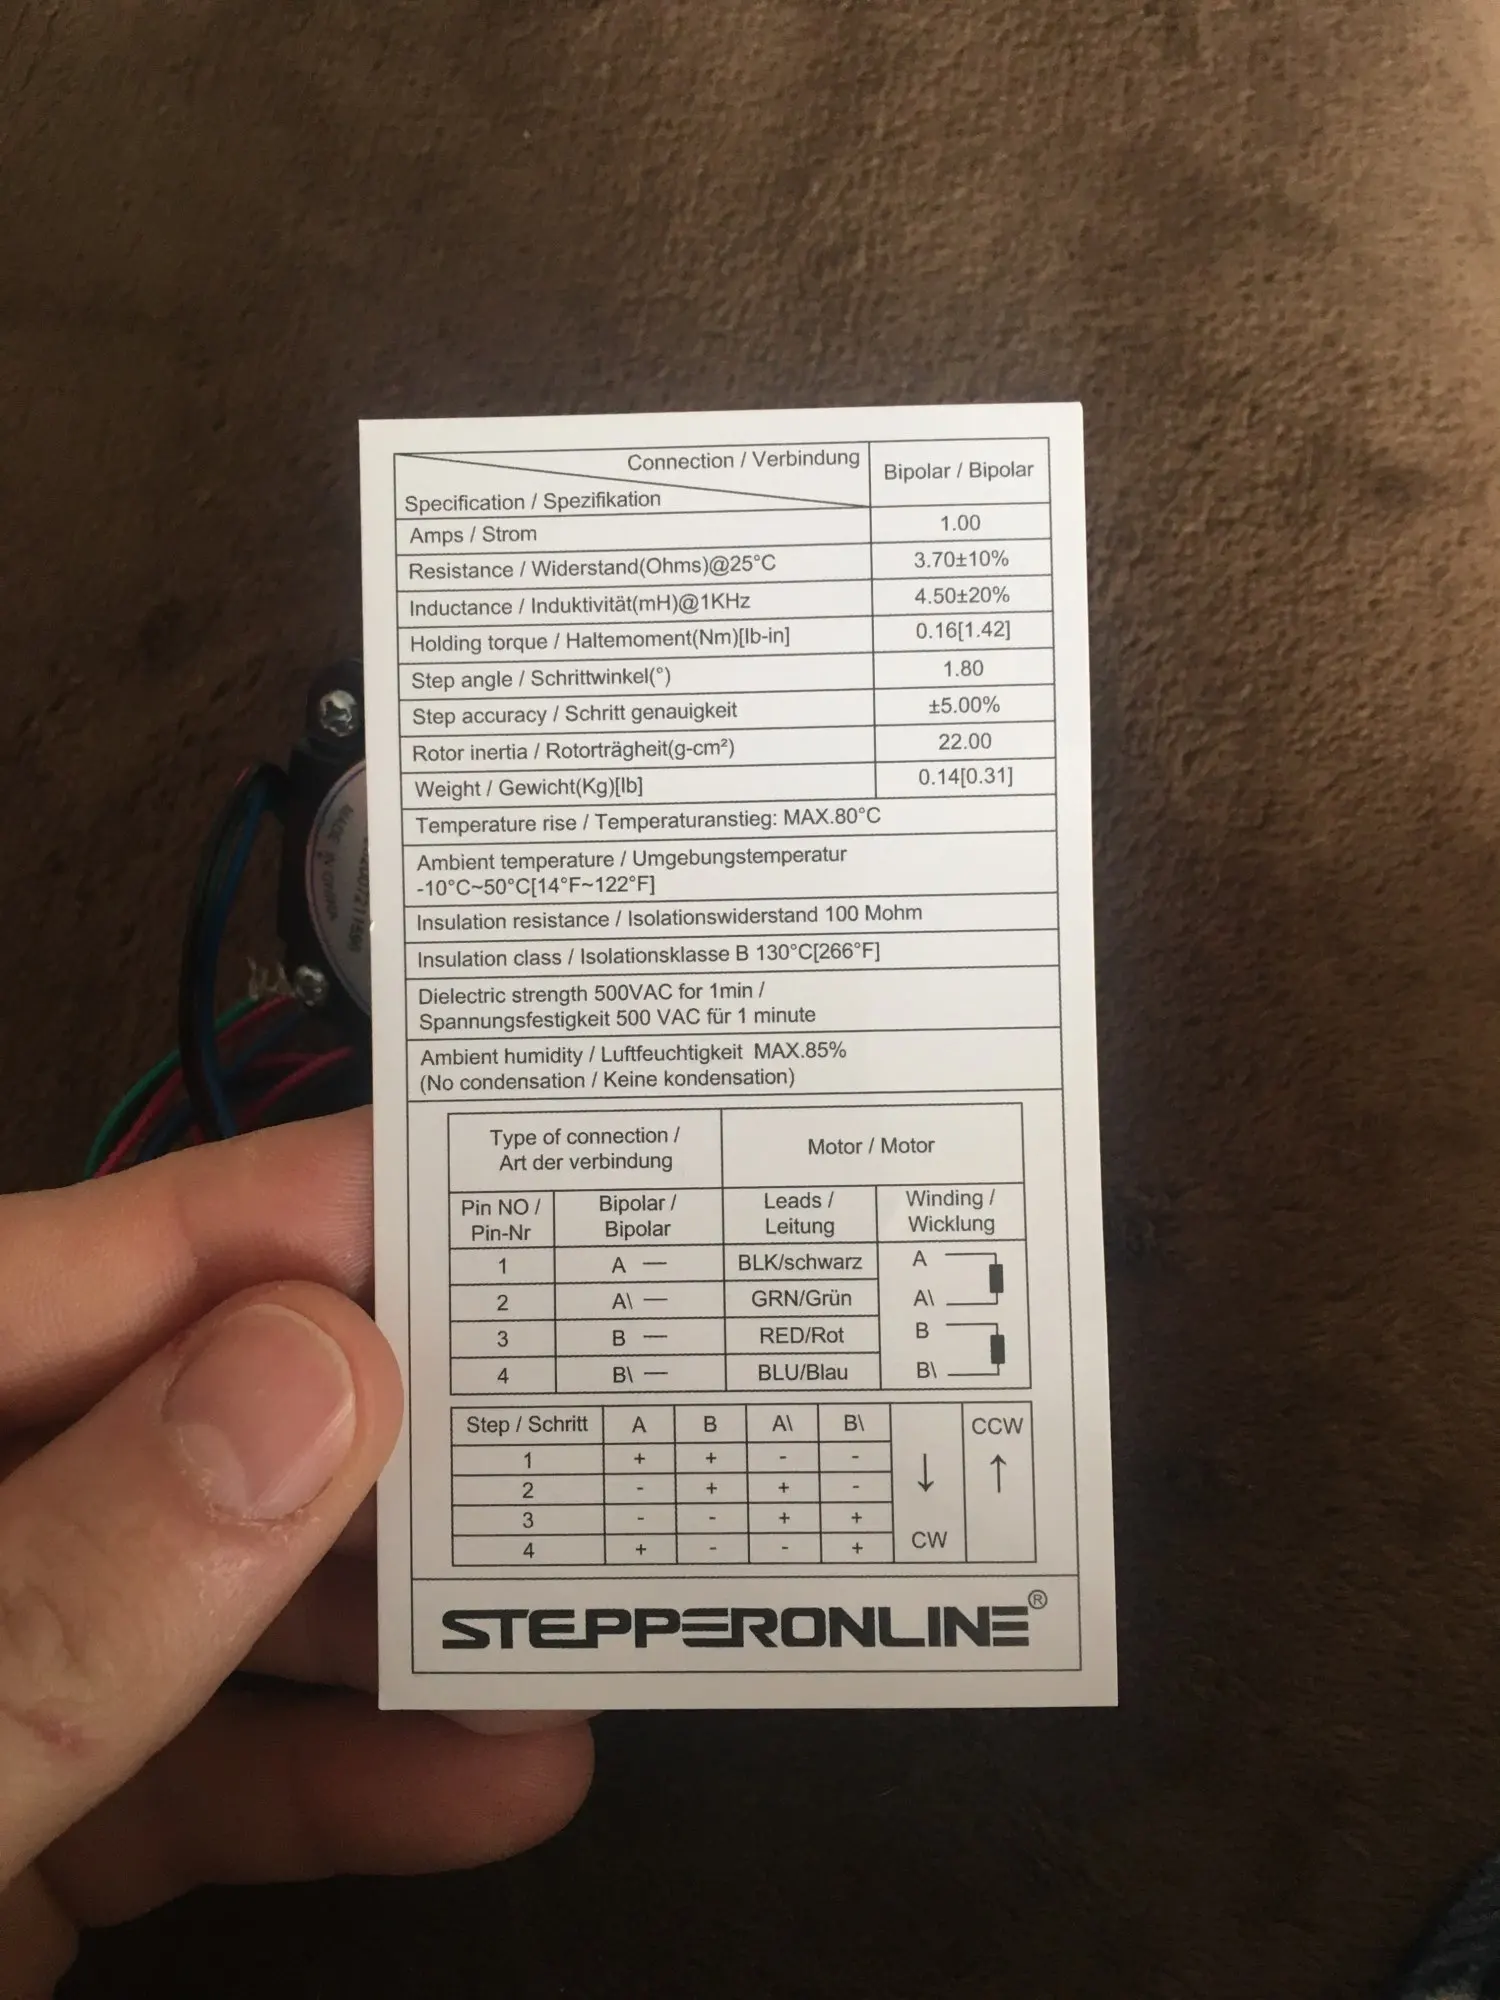 Connection / Verbindung
Bipolar / Bipolar
Specification / Spezifikation
Amps / Strom 1.00
Resistance / Widerstand(Ohms)@25°C 3.70±10%
Inductance / Induktivität(mH)@1KHz 4.50±20%
Holding torque / Haltemoment(Nm)[lb-in] 0.16[1.42]
Step angle / Schrittwinkel(°) 1.80
Step accuracy / Schritt genauigkeit ±5.00%
Rotor inertia / Rotorträgheit(g-cm²) 22.00
Weight / Gewicht(Kg)[lb] 0.14[0.31]
Temperature rise / Temperaturanstieg: MAX.80°C
Ambient temperature / Umgebungstemperatur
-10°C~50°C[14°F~122°F]
Insulation resistance / Isolationswiderstand 100 Mohm
Insulation class / Isolationsklasse B 130°C[266°F]
Dielectric strength 500VAC for 1min /
Spannungsfestigkeit 500 VAC für 1 minute
Ambient humidity / Luftfeuchtigkeit MAX.85%
(No condensation / Keine kondensation)
Type of connection /
Art der verbindung
Motor / Motor
Pin NO /
Pin-Nr
Bipolar /
Bipolar
Leads /
Leitung
Winding /
Wicklung
1 A — BLK/schwarz A
2 A\ — GRN/Grün A\
3 B — RED/Rot B
4 B\ — BLU/Blau B\
Step / Schritt A B A\ B\ CCW
1 + + - -
2 - + + - ↓ ↑
3 - - + +
4 + - - + CW
STEPPERONLINE®
MADE IN CHINA